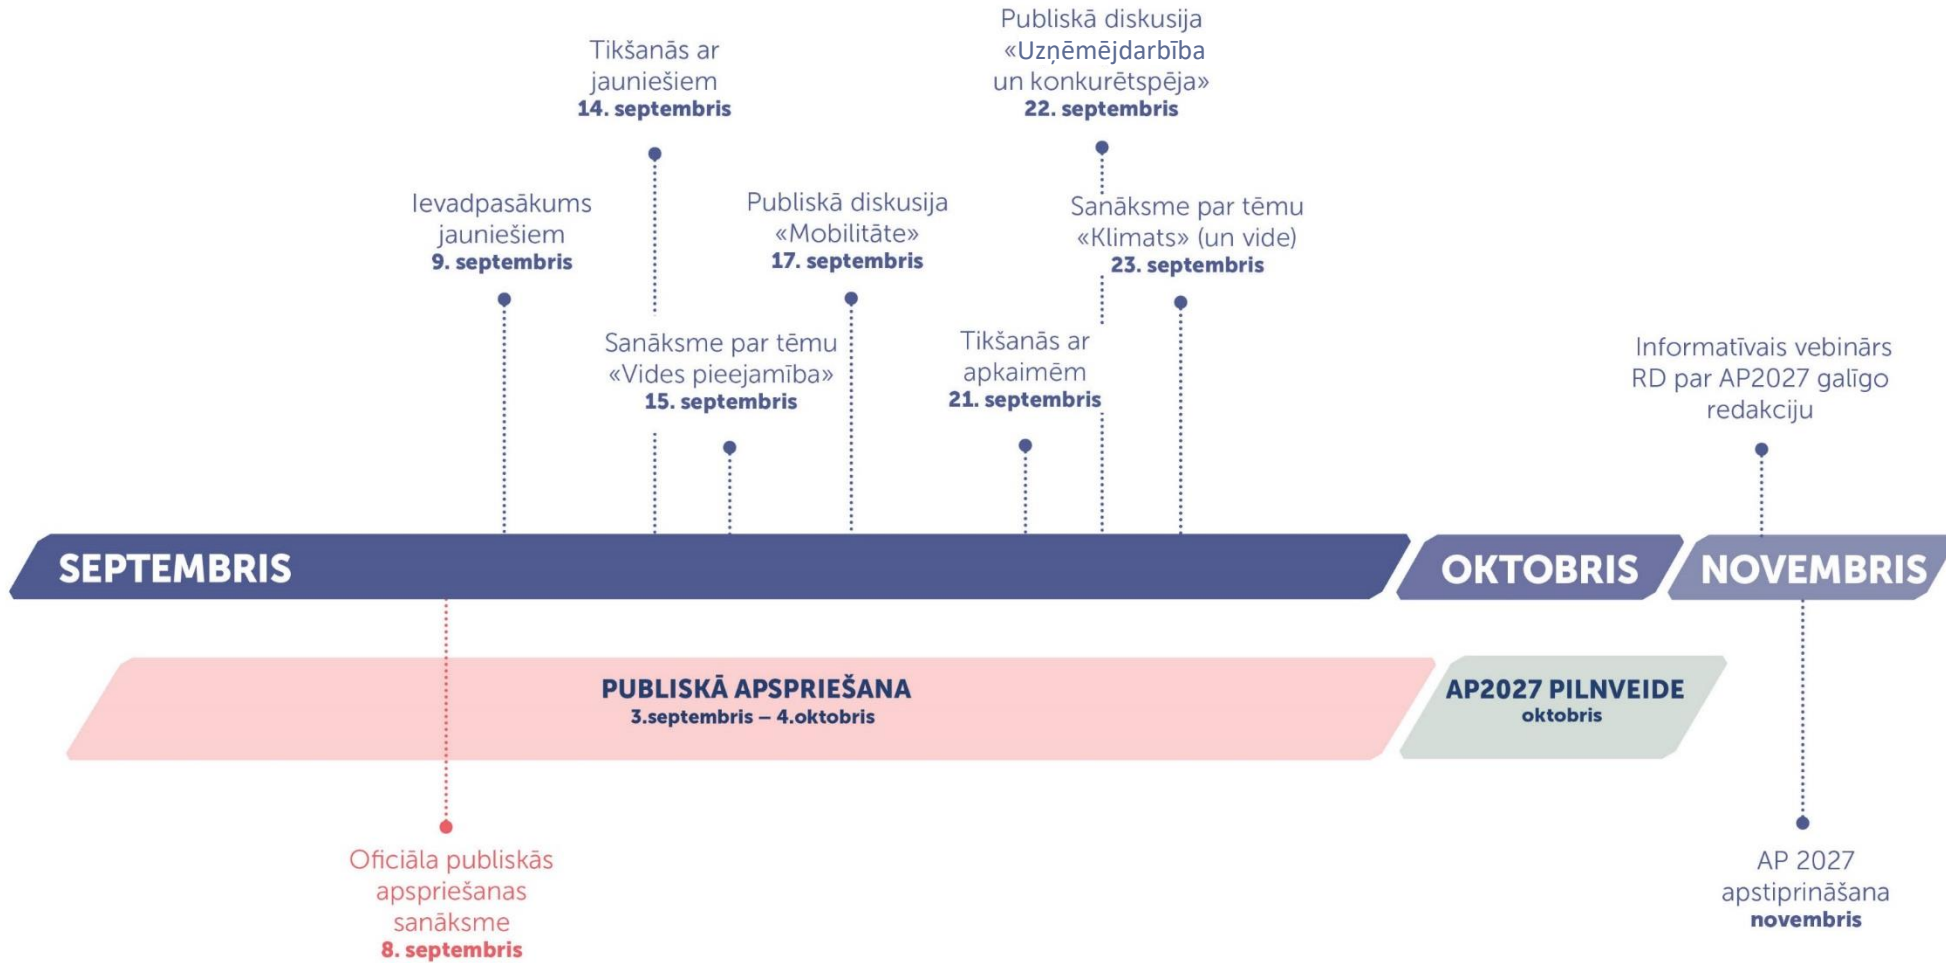 Publiskā diskusija
«Uzņēmējdarbība
un konkurētspēja»
22. septembris
Tikšanās ar
jauniešiem
14. septembris
Ievadpasākums
jauniešiem
9. septembris
Publiskā diskusija
«Mobilitāte»
17. septembris
Sanāksme par tēmu
«Klimats» (un vide)
23. septembris
Sanāksme par tēmu
«Vides pieejamība»
15. septembris
Tikšanās ar
apkaimēm
21. septembris
Informatīvais vebinārs
RD par AP2027 galīgo
redakciju
SEPTEMBRIS
OKTOBRIS
NOVEMBRIS
PUBLISKĀ APSPRIEŠANA
3.septembris – 4.oktobris
AP2027 PILNVEIDE
oktobris
Oficiāla publiskās
apspriešanas
sanāksme
8. septembris
AP 2027
apstiprināšana
novembris